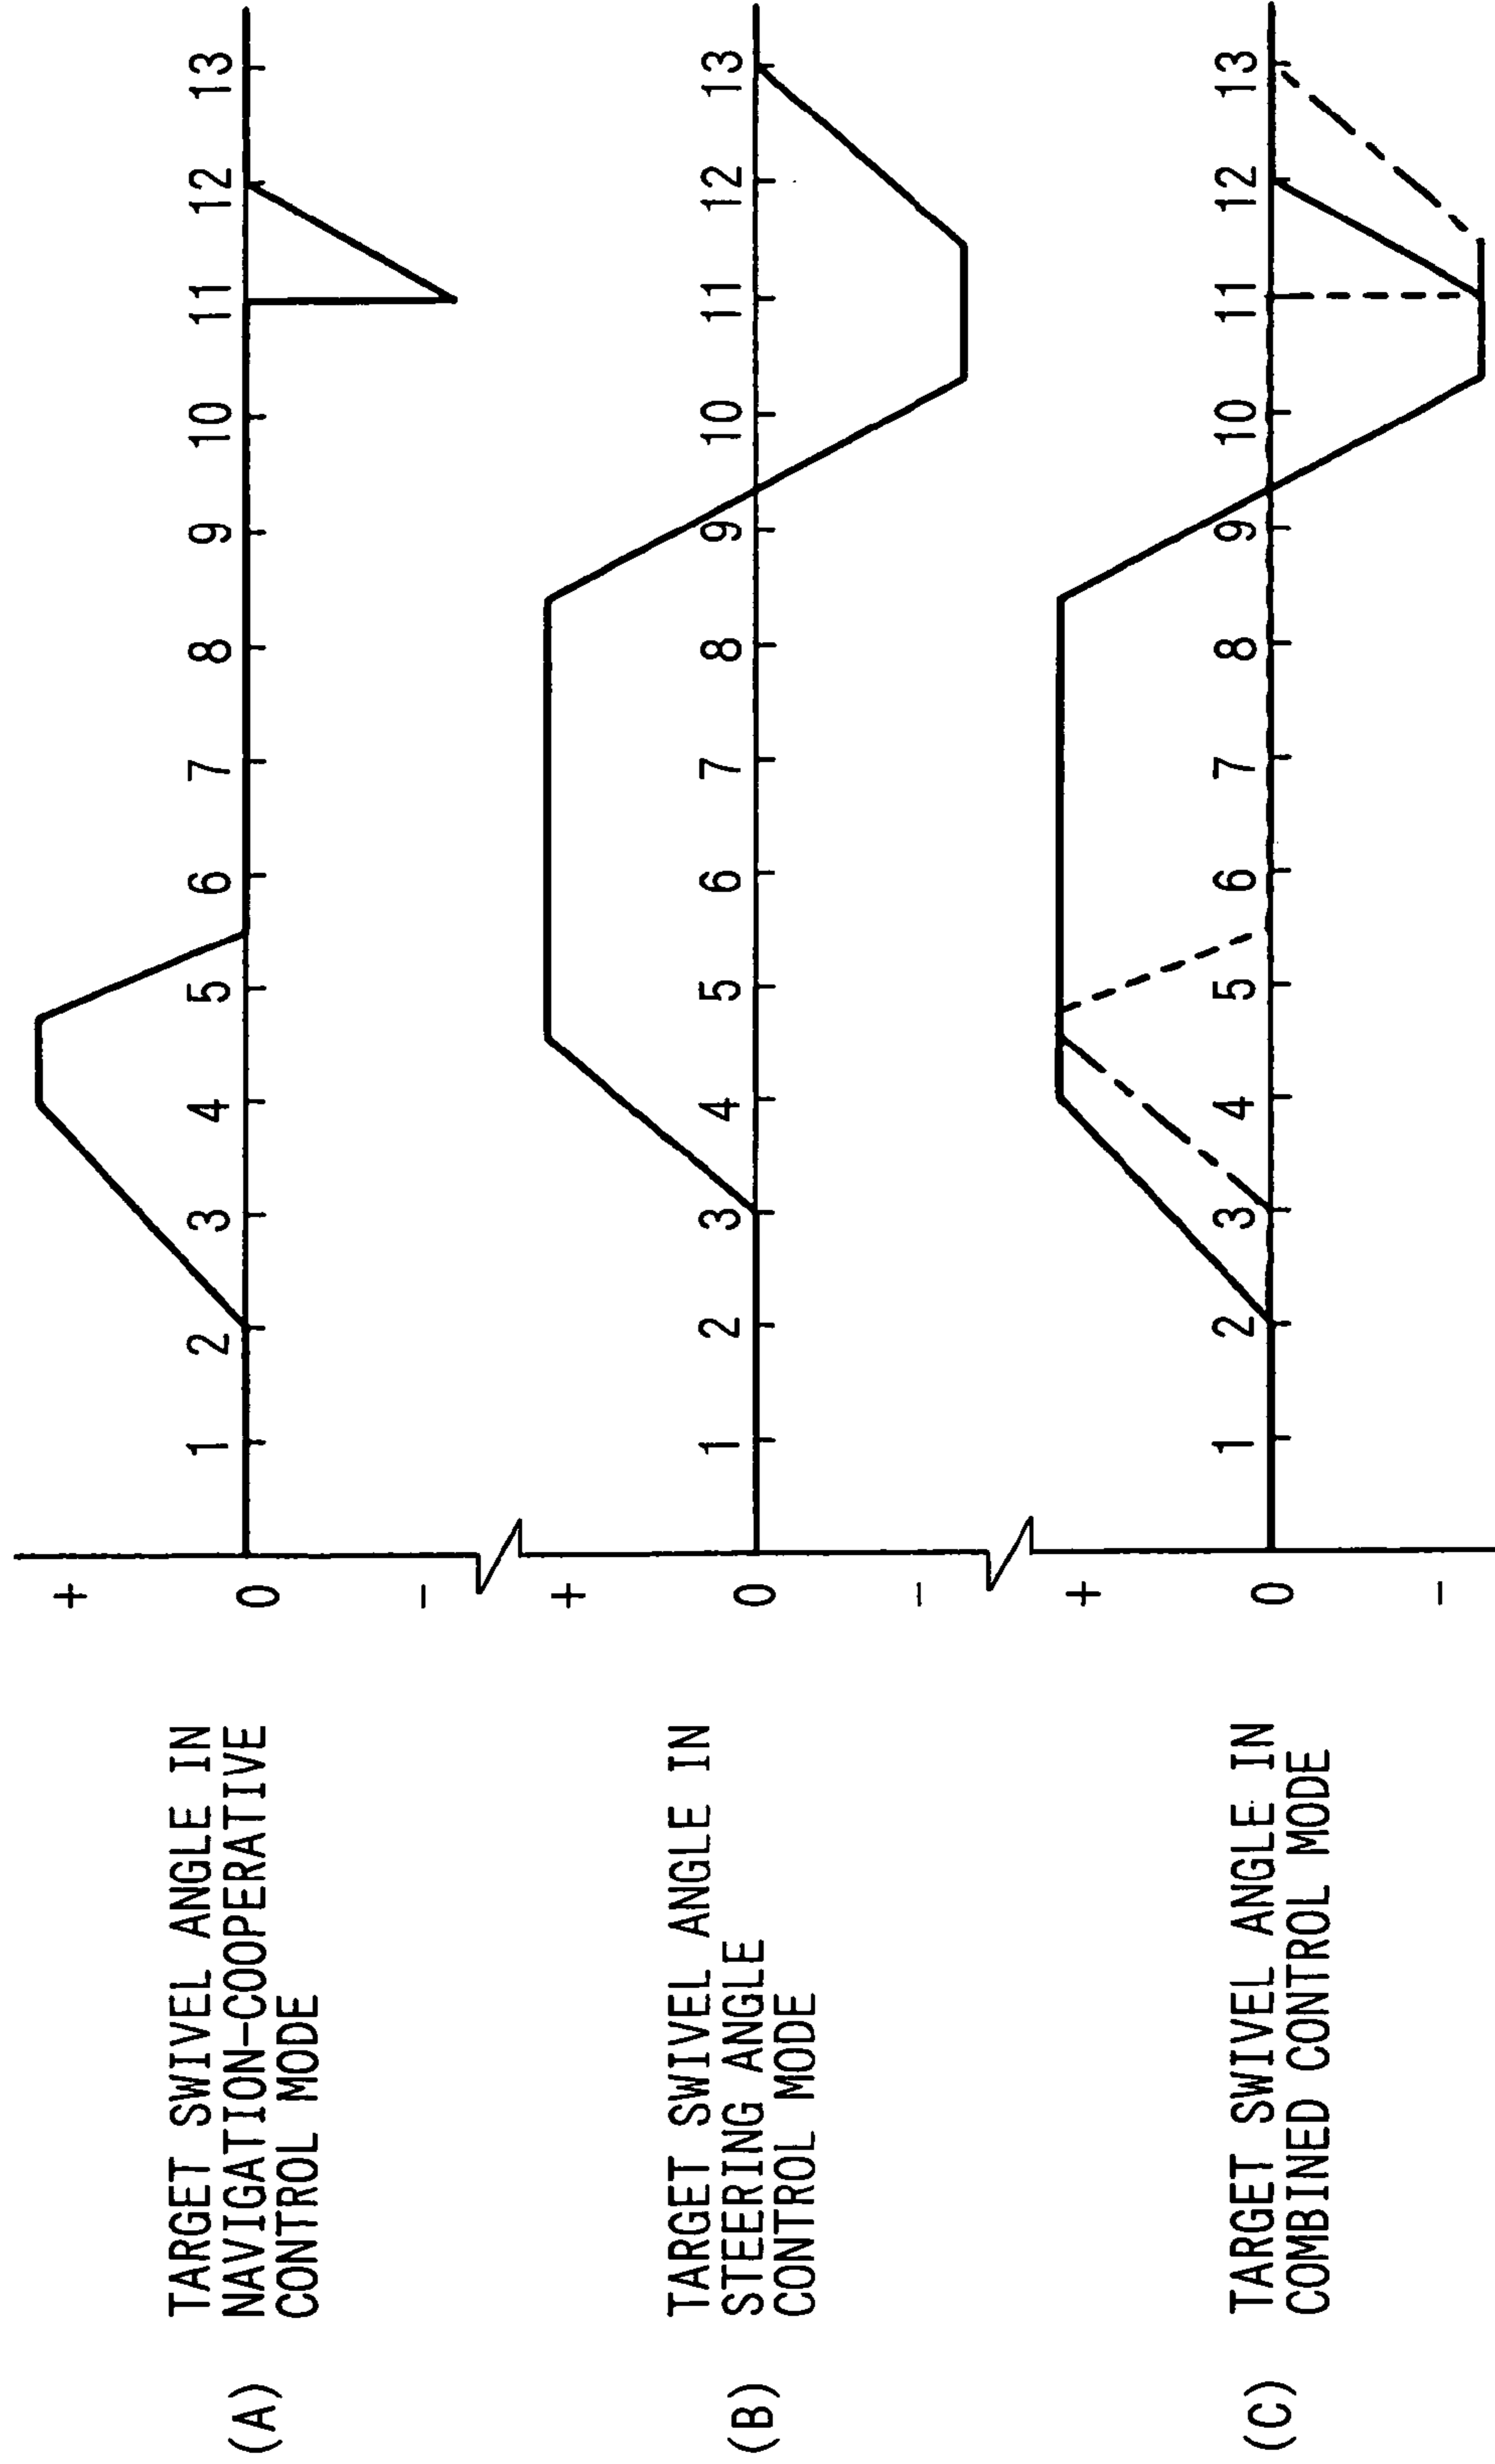 (A) TARGET SWIVEL ANGLE IN
NAVIGATION-COOPERATIVE
CONTROL MODE
+
0
-
1 2 3 4 5 6 7 8 9 10 11 12 13
(B) TARGET SWIVEL ANGLE IN
STEERING ANGLE
CONTROL MODE
+
0
-
1 2 3 4 5 6 7 8 9 10 11 12 13
(C) TARGET SWIVEL ANGLE IN
COMBINED CONTROL MODE
+
0
-
1 2 3 4 5 6 7 8 9 10 11 12 13